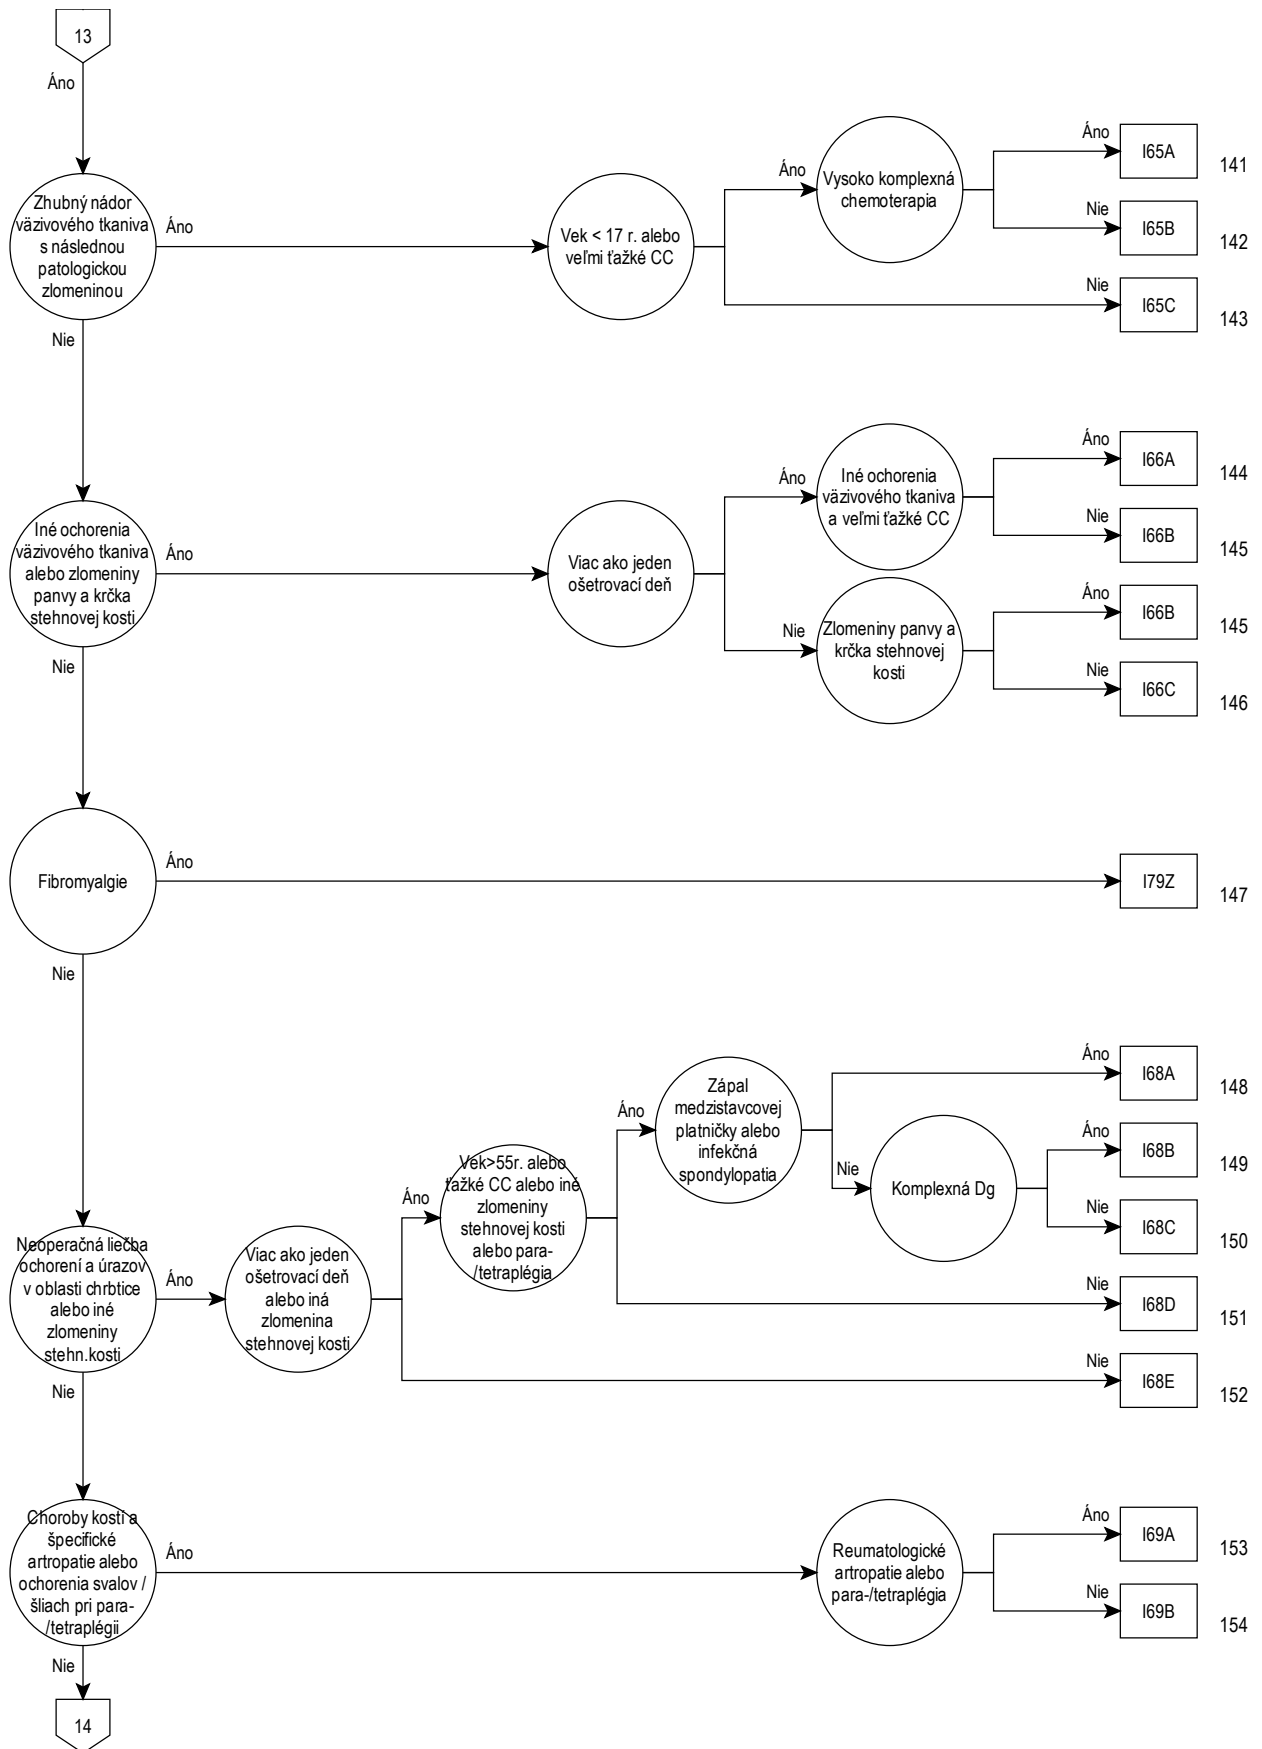 13
Áno
Zhubný nádor
väzivového tkaniva
s následnou
patologickou
zlomeninou
Áno
Vek < 17 r. alebo
veľmi ťažké CC
Áno
Vysoko komplexná
chemoterapia
Áno
I65A
141
Nie
I65B
142
Nie
I65C
143
Nie
Iné ochorenia
väzivového tkaniva
alebo zlomeniny
panvy a krčka
stehnovej kosti
Áno
Viac ako jeden
ošetrovací deň
Áno
Iné ochorenia
väzivového tkaniva
a veľmi ťažké CC
Áno
I66A
144
Nie
I66B
145
Nie
Zlomeniny panvy a
krčka stehnovej
kosti
Áno
I66B
145
Nie
I66C
146
Nie
Fibromyalgie
Áno
I79Z
147
Nie
Neoperačná liečba
ochorení a úrazov
v oblasti chrbtice
alebo iné
zlomeniny
stehn.kosti
Áno
Viac ako jeden
ošetrovací deň
alebo iná
zlomenina
stehnovej kosti
Áno
Vek>55r. alebo
ťažké CC alebo iné
zlomeniny
stehnovej kosti
alebo para-
/tetraplégia
Áno
Zápal
medzistavcovej
platničky alebo
infekčná
spondylopatia
Áno
I68A
148
Nie
Komplexná Dg
Áno
I68B
149
Nie
I68C
150
Nie
I68D
151
Nie
I68E
152
Nie
Choroby kostí a
špecifické
artropatie alebo
ochorenia svalov /
šliach pri para-
/tetraplégii
Áno
Reumatologické
artropatie alebo
para-/tetraplégia
Áno
I69A
153
Nie
I69B
154
Nie
14